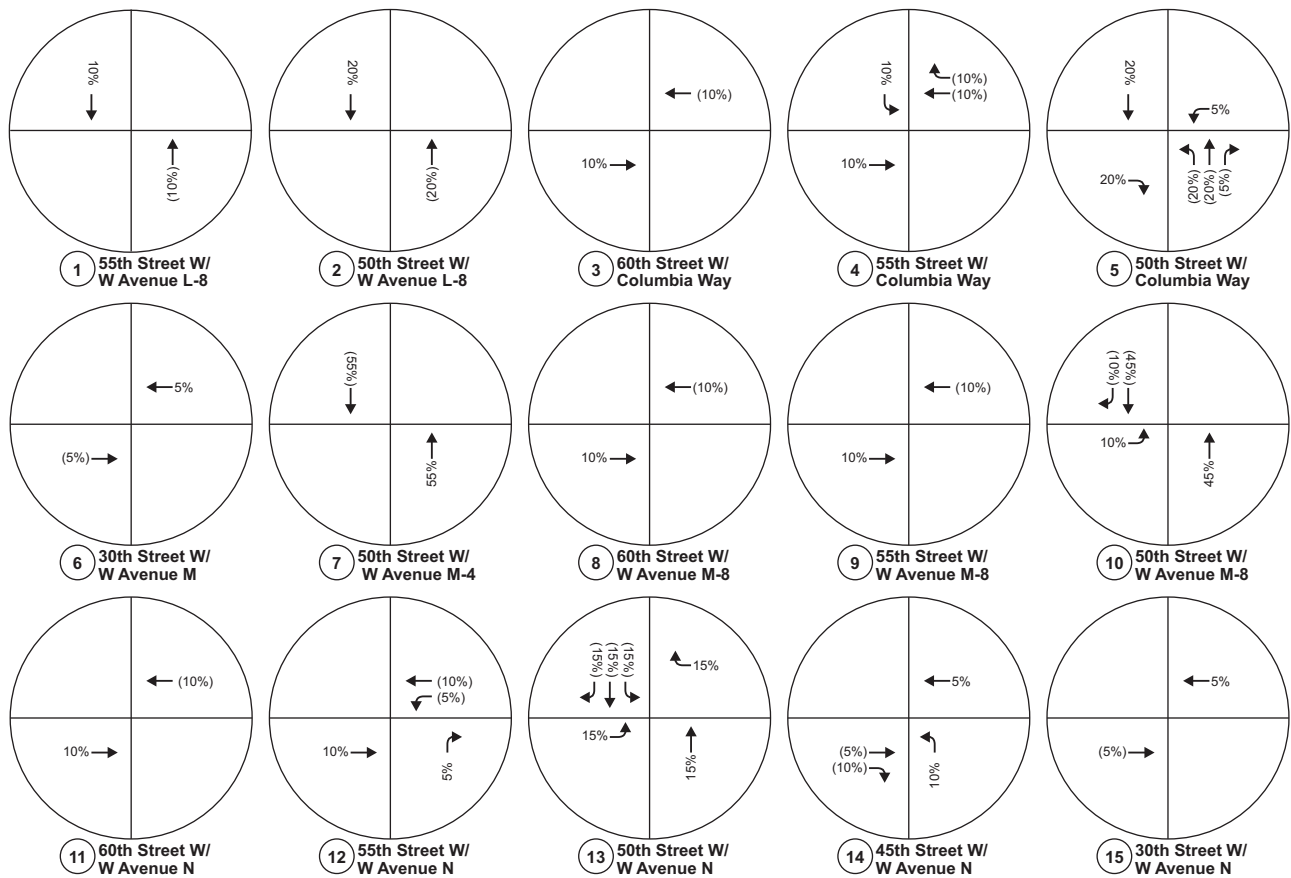 10%
(10%)
1
55th Street W/
W Avenue L-8
20%
(20%)
2
50th Street W/
W Avenue L-8
(10%)
10%
3
60th Street W/
Columbia Way
10%
(10%)
(10%)
10%
4
55th Street W/
Columbia Way
20%
5%
20%
(20%)
(20%)
(5%)
5
50th Street W/
Columbia Way
5%
(5%)
6
30th Street W/
W Avenue M
(55%)
55%
7
50th Street W/
W Avenue M-4
(10%)
10%
8
60th Street W/
W Avenue M-8
(10%)
10%
9
55th Street W/
W Avenue M-8
(10%)
(45%)
10%
45%
10
50th Street W/
W Avenue M-8
(10%)
10%
11
60th Street W/
W Avenue N
(10%)
(5%)
10%
5%
12
55th Street W/
W Avenue N
(15%)
(15%)
(15%)
15%
15%
15%
13
50th Street W/
W Avenue N
5%
(5%)
(10%)
10%
14
45th Street W/
W Avenue N
5%
(5%)
15
30th Street W/
W Avenue N